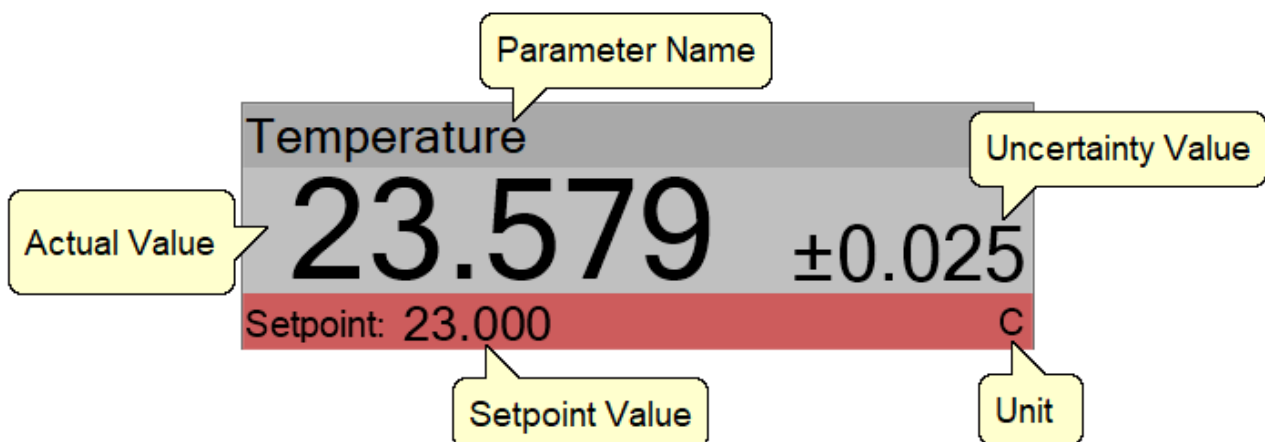 Parameter Name
Temperature
Uncertainty Value
Actual Value
23.579
±0.025
Setpoint: 23.000
C
Setpoint Value
Unit